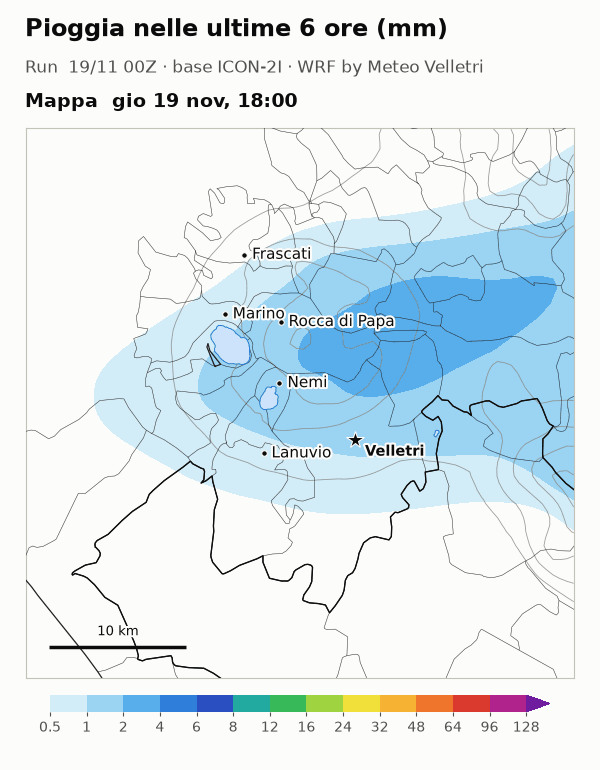 Pioggia nelle ultime 6 ore (mm)
Run  19/11 00Z · base ICON-2I · WRF by Meteo Velletri
Mappa  gio 19 nov, 18:00
Frascati
Marino
Rocca di Papa
Nemi
Velletri
Lanuvio
10 km
0.5 1 2 4 6 8 12 16 24 32 48 64 96 128